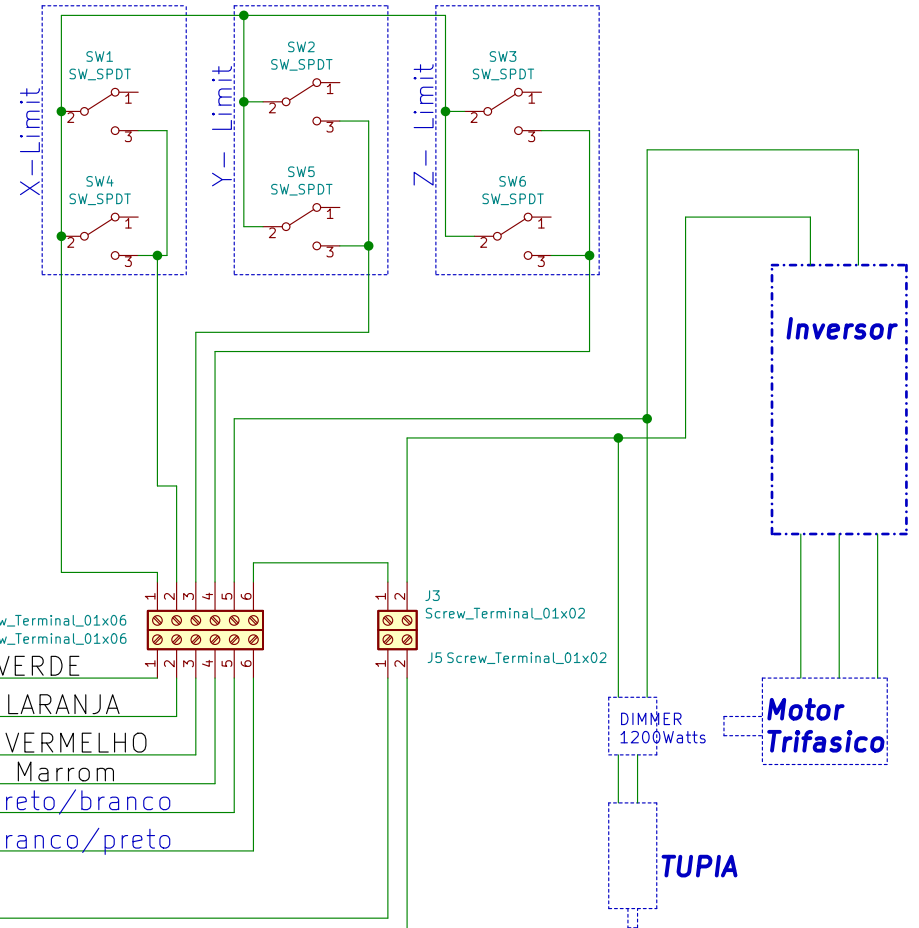 SW1
SW_SPDT
1
2
3
SW2
SW_SPDT
1
2
3
SW3
SW_SPDT
1
2
3
X-Limit
Y- Limit
Z- Limit
SW4
SW_SPDT
1
2
3
SW5
SW_SPDT
1
2
3
SW6
SW_SPDT
1
2
3
Inversor
1 2 3 4 5 6
1 2
J3
w_Terminal_01x06
Screw_Terminal_01x02
w_Terminal_01x06
J5 Screw_Terminal_01x02
1 2 3 4 5 6
1 2
VERDE
LARANJA
VERMELHO
Marrom
reto/branco
ranco/preto
DIMMER
1200Watts
Motor
Trifasico
TUPIA